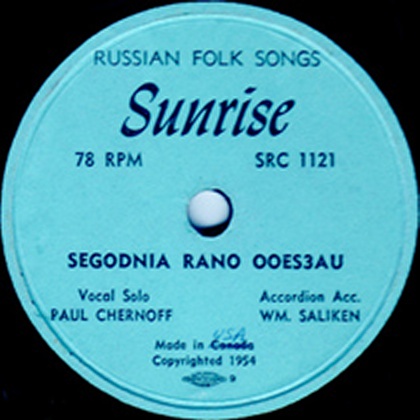 RUSSIAN FOLK SONGS
Sunrise
78 RPM SRC 1121
SEGODNIA RANO OOES3AU
Vocal Solo Accordion Acc.
PAUL CHERNOFF WM. SALIKEN
USA
Made in Canada
Copyrighted 1954
9